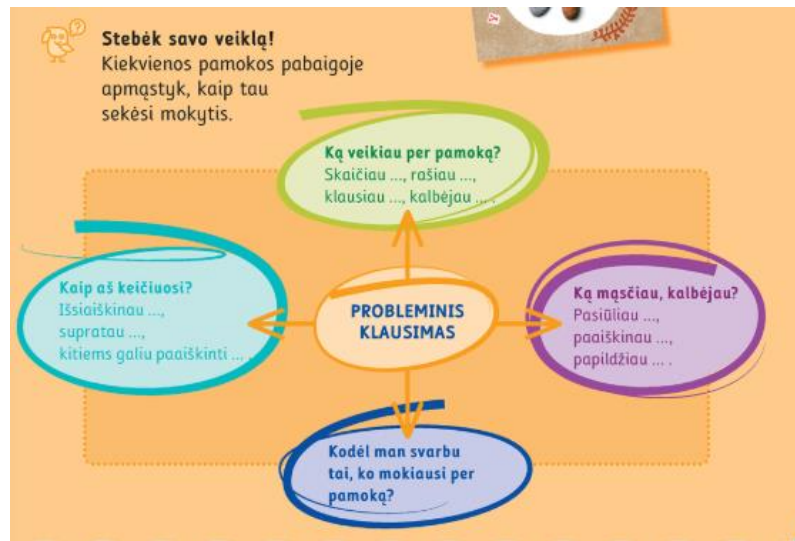 Stebėk savo veiklą!
Kiekvienos pamokos pabaigoje
apmąstyk, kaip tau
sekėsi mokytis.
Ką veikiau per pamoką?
Skaičiau ..., rašiau ...,
klausiau ..., kalbėjau ... .
Kaip aš keičiuosi?
Išsiaiškinau ...,
supratau ...,
kitiems galiu paaiškinti ... .
PROBLEMINIS
KLAUSIMAS
Ką mąsčiau, kalbėjau?
Pasiūliau ...,
paaiškinau ...,
papildžiau ... .
Kodėl man svarbu
tai, ko mokiausi per
pamoką?